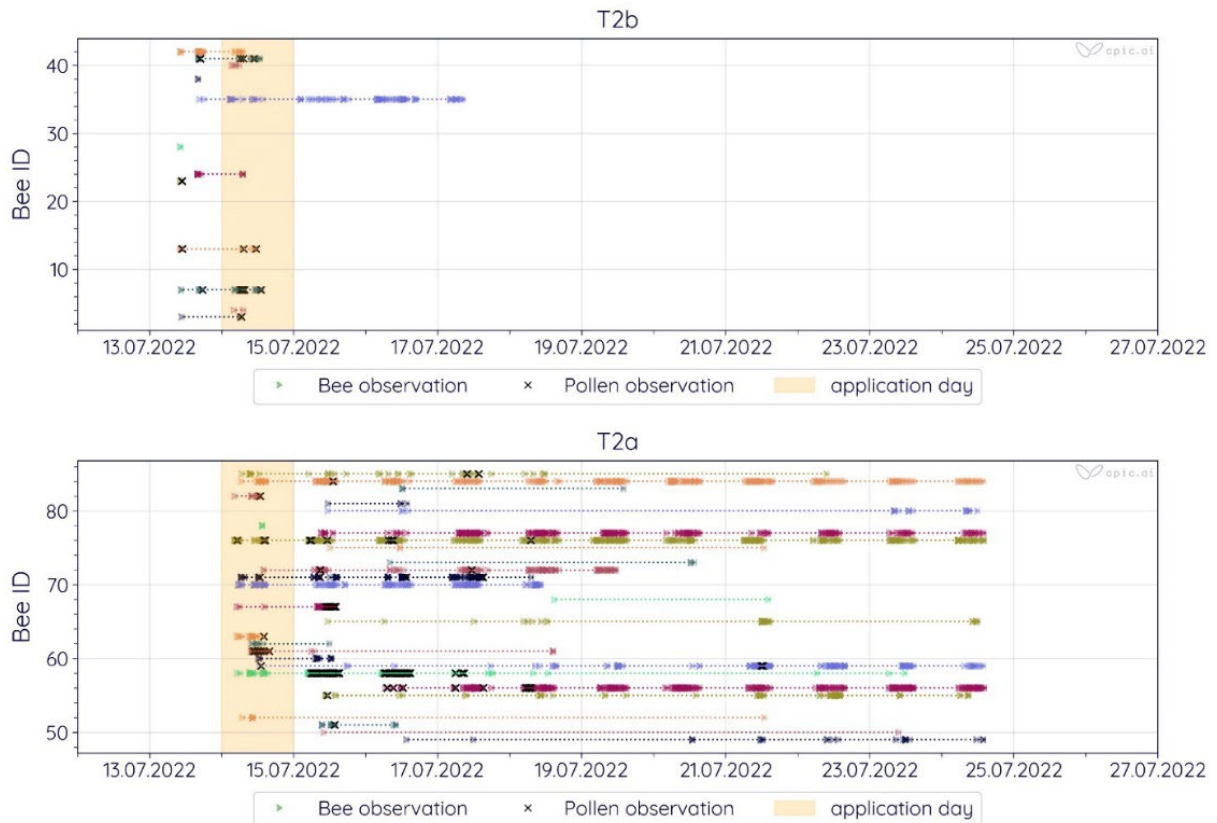 T2b
apic.ai
40
30
20
10
Bee ID
13.07.2022 15.07.2022 17.07.2022 19.07.2022 21.07.2022 23.07.2022 25.07.2022 27.07.2022
Bee observation Pollen observation application day
T2a
apic.ai
80
70
60
50
Bee ID
13.07.2022 15.07.2022 17.07.2022 19.07.2022 21.07.2022 23.07.2022 25.07.2022 27.07.2022
Bee observation Pollen observation application day